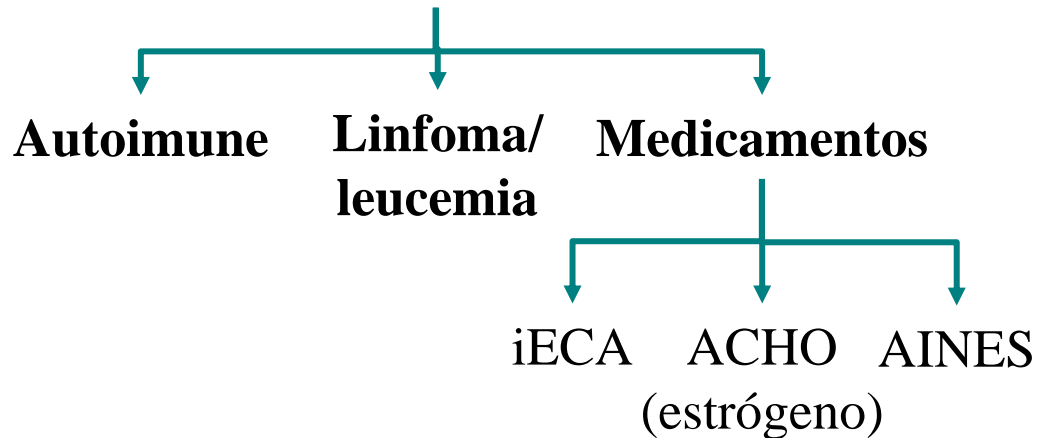 Autoimune
Linfoma/
leucemia
Medicamentos
iECA
ACHO
(estrógeno)
AINES